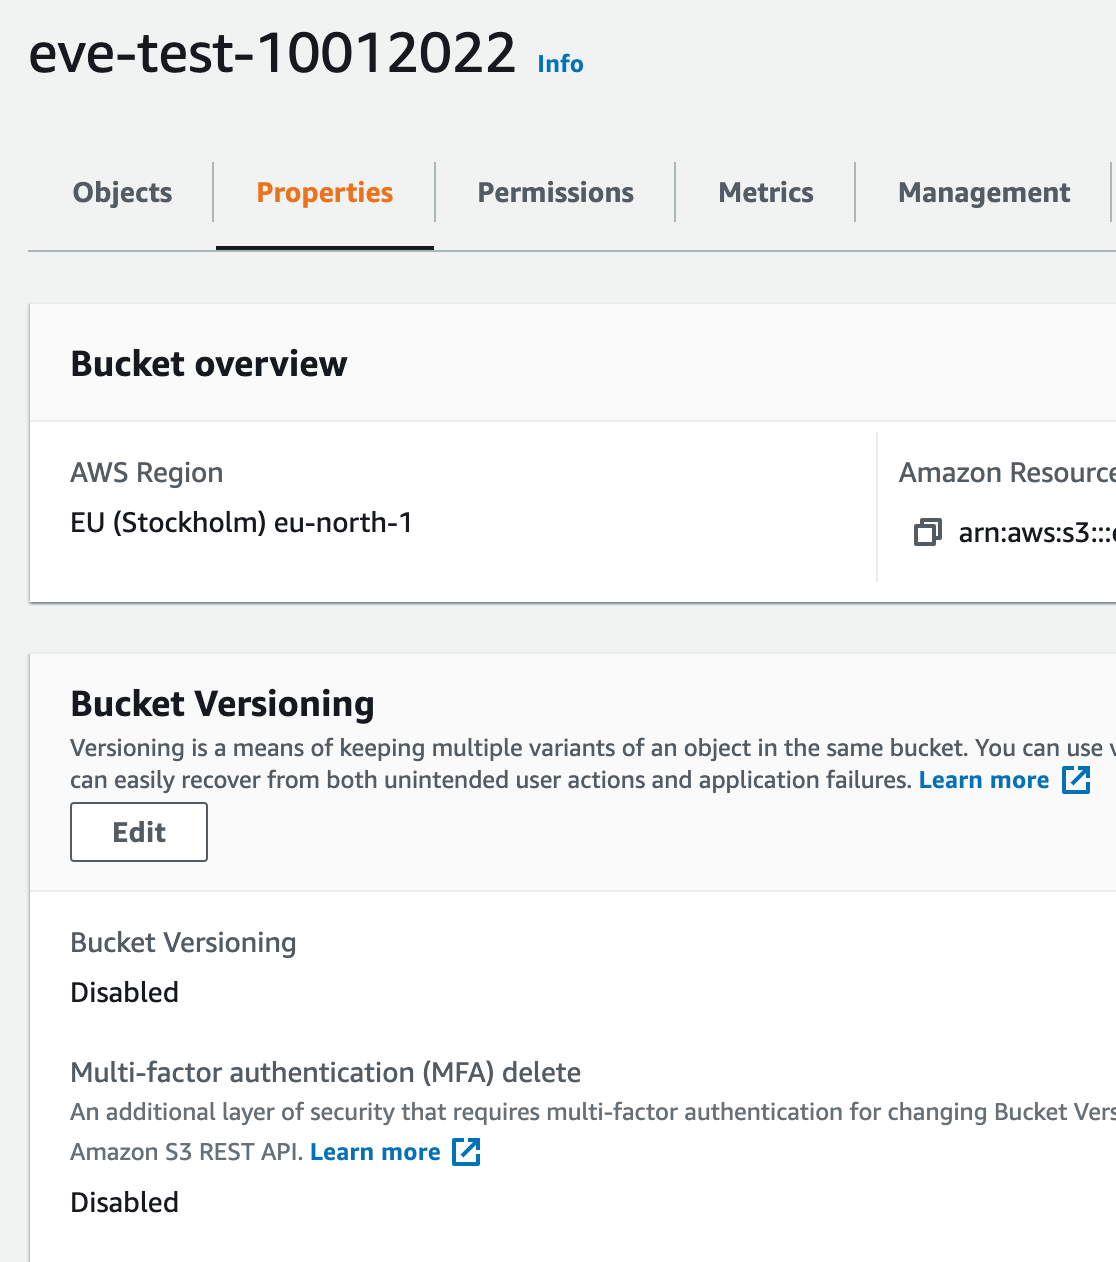 eve-test-10012022 Info
Objects Properties Permissions Metrics Management
Bucket overview
AWS Region
EU (Stockholm) eu-north-1
Amazon Resource
arn:aws:s3:::
Bucket Versioning
Versioning is a means of keeping multiple variants of an object in the same bucket. You can use
can easily recover from both unintended user actions and application failures. Learn more
Edit
Bucket Versioning
Disabled
Multi-factor authentication (MFA) delete
An additional layer of security that requires multi-factor authentication for changing Bucket Vers
Amazon S3 REST API. Learn more
Disabled